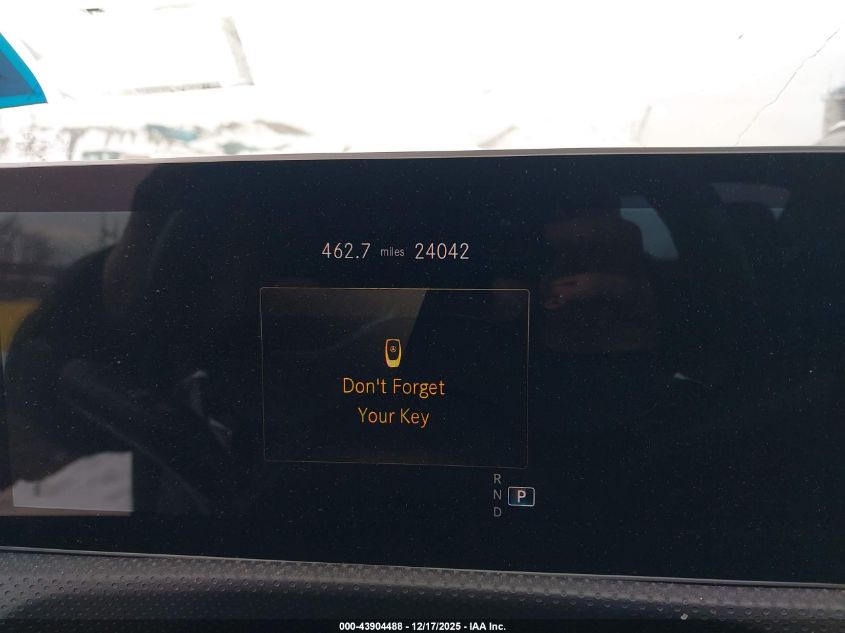 462.7 miles 24042
Don't Forget
Your Key
R
N P
D
000-43904488 - 12/17/2025 - IAA Inc.